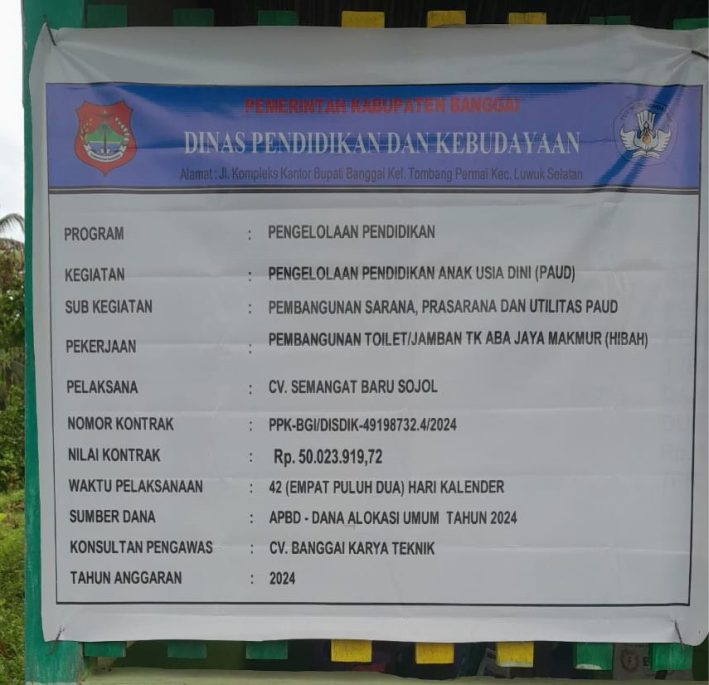 PEMERINTAH KABUPATEN BANGGAI
DINAS PENDIDIKAN DAN KEBUDAYAAN
Alamat : Jl. Kompleks Kantor Bupati Banggai Kel. Tombang Permai Kec. Luwuk Selatan
PROGRAM : PENGELOLAAN PENDIDIKAN
KEGIATAN : PENGELOLAAN PENDIDIKAN ANAK USIA DINI (PAUD)
SUB KEGIATAN : PEMBANGUNAN SARANA, PRASARANA DAN UTILITAS PAUD
PEKERJAAN : PEMBANGUNAN TOILET/JAMBAN TK ABA JAYA MAKMUR (HIBAH)
PELAKSANA : CV. SEMANGAT BARU SOJOL
NOMOR KONTRAK : PPK-BGI/DISDIK-49198732.4/2024
NILAI KONTRAK : Rp. 50.023.919,72
WAKTU PELAKSANAAN : 42 (EMPAT PULUH DUA) HARI KALENDER
SUMBER DANA : APBD - DANA ALOKASI UMUM TAHUN 2024
KONSULTAN PENGAWAS : CV. BANGGAI KARYA TEKNIK
TAHUN ANGGARAN : 2024